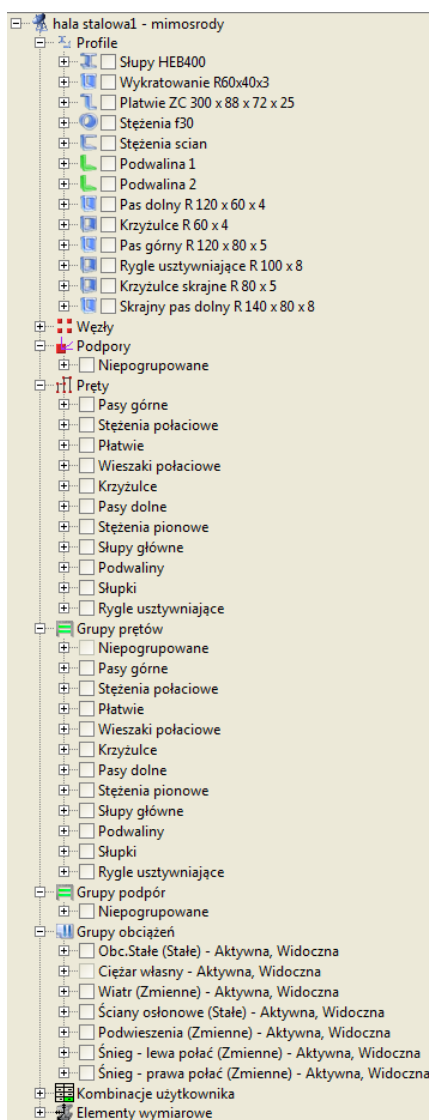 hala stalowa1 - mimosrody
Profile
Słupy HEB400
Wykratowanie R60x40x3
Platwie ZC 300 x 88 x 72 x 25
Stężenia f30
Stężenia scian
Podwalina 1
Podwalina 2
Pas dolny R 120 x 60 x 4
Krzyżulce R 60 x 4
Pas górny R 120 x 80 x 5
Rygle usztywniające R 100 x 8
Krzyżulce skrajne R 80 x 5
Skrajny pas dolny R 140 x 80 x 8
Węzły
Podpory
Niepogrupowane
Pręty
Pasy górne
Stężenia połaciowe
Płatwie
Wieszaki połaciowe
Krzyżulce
Pasy dolne
Stężenia pionowe
Słupy główne
Podwaliny
Słupki
Rygle usztywniające
Grupy prętów
Niepogrupowane
Pasy górne
Stężenia połaciowe
Płatwie
Wieszaki połaciowe
Krzyżulce
Pasy dolne
Stężenia pionowe
Słupy główne
Podwaliny
Słupki
Rygle usztywniające
Grupy podpór
Niepogrupowane
Grupy obciążeń
Obc.Stałe (Stałe) - Aktywna, Widoczna
Ciężar własny - Aktywna, Widoczna
Wiatr (Zmienne) - Aktywna, Widoczna
Ściany osłonowe (Stałe) - Aktywna, Widoczna
Podwieszenia (Zmienne) - Aktywna, Widoczna
Śnieg - lewa połać (Zmienne) - Aktywna, Widoczna
Śnieg - prawa połać (Zmienne) - Aktywna, Widoczna
Kombinacje użytkownika
Elementy wymiarowe